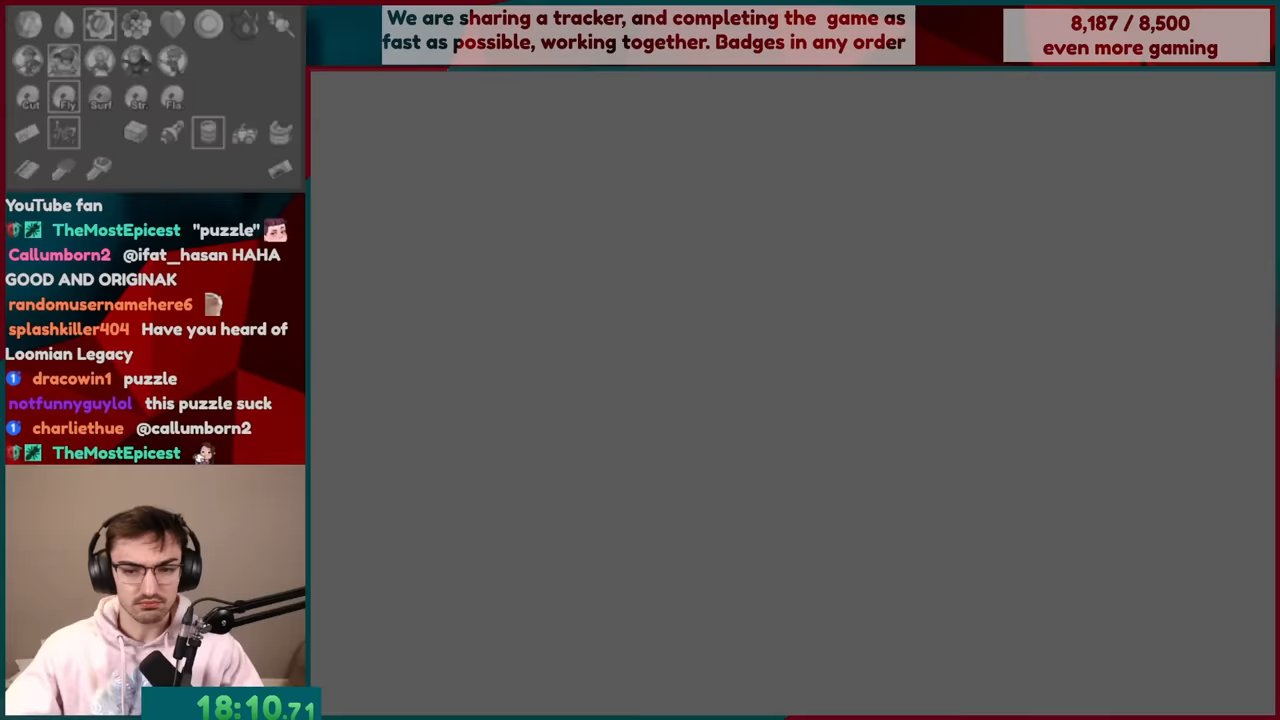 We are sharing a tracker, and completing the game as
fast as possible, working together. Badges in any order
8,187 / 8,500
even more gaming
Cut Fly Surf Str. Fla.
YouTube fan
TheMostEpicest "puzzle"
Callumborn2 @ifat_hasan HAHA
GOOD AND ORIGINAK
randomusernamehere6
splashkiller404 Have you heard of
Loomian Legacy
1 dracowin1 puzzle
notfunnyguylol this puzzle suck
1 charliethue @callumborn2
TheMostEpicest
18:10.71